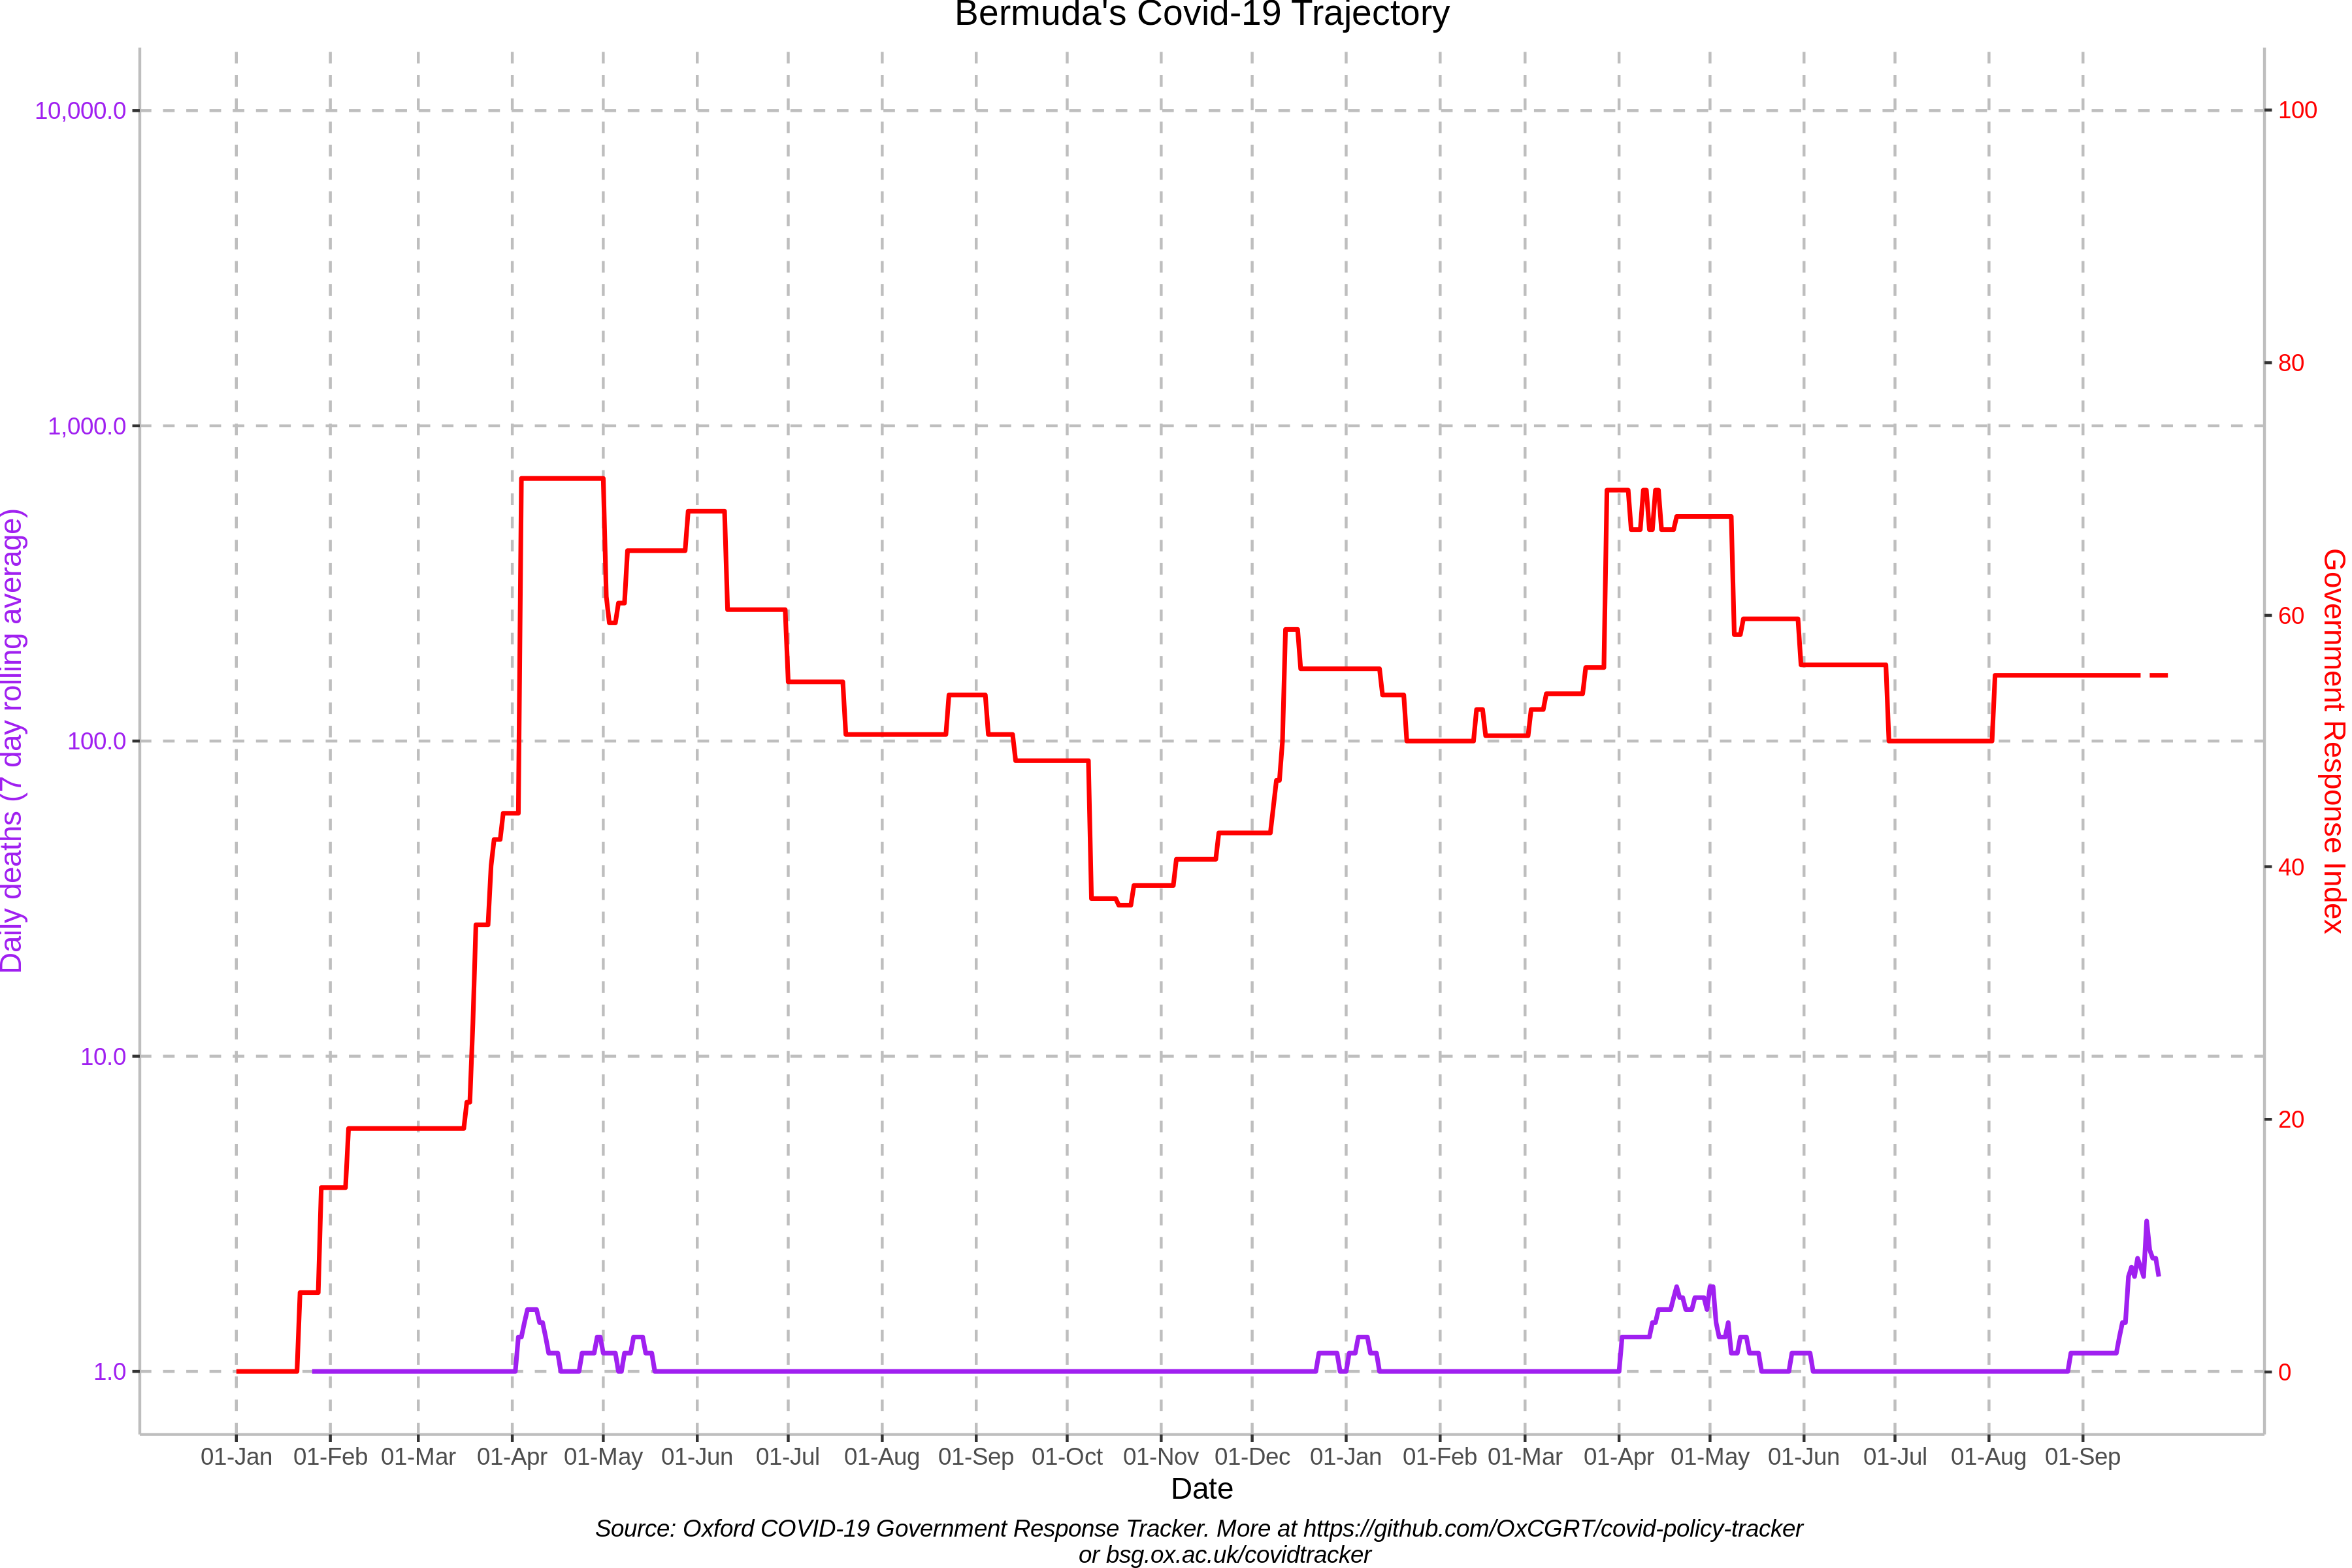 Bermuda's Covid-19 Trajectory
10,000.0
1,000.0
100.0
10.0
1.0
Daily deaths (7 day rolling average)
100
80
60
40
20
0
Government Response Index
01-Jan 01-Feb 01-Mar 01-Apr 01-May 01-Jun 01-Jul 01-Aug 01-Sep 01-Oct 01-Nov 01-Dec 01-Jan 01-Feb 01-Mar 01-Apr 01-May 01-Jun 01-Jul 01-Aug 01-Sep
Date
Source: Oxford COVID-19 Government Response Tracker. More at https://github.com/OxCGRT/covid-policy-tracker
or bsg.ox.ac.uk/covidtracker